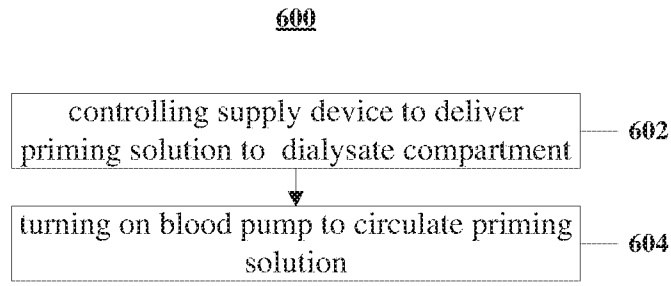 600
controlling supply device to deliver
priming solution to dialysate compartment
602
turning on blood pump to circulate priming
solution
604